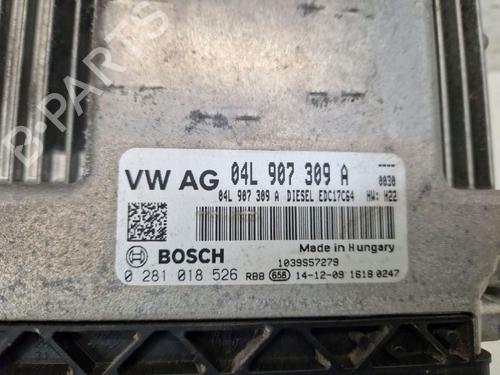 VW AG 04L 907 309 A ---
04L 907 309 A DIESEL EDC17C64 HW: H22 0030
BOSCH
Made in Hungary
1039S57279
0 281 018 526 RB8 658 14-12-09 1618 0247
B-PARTS